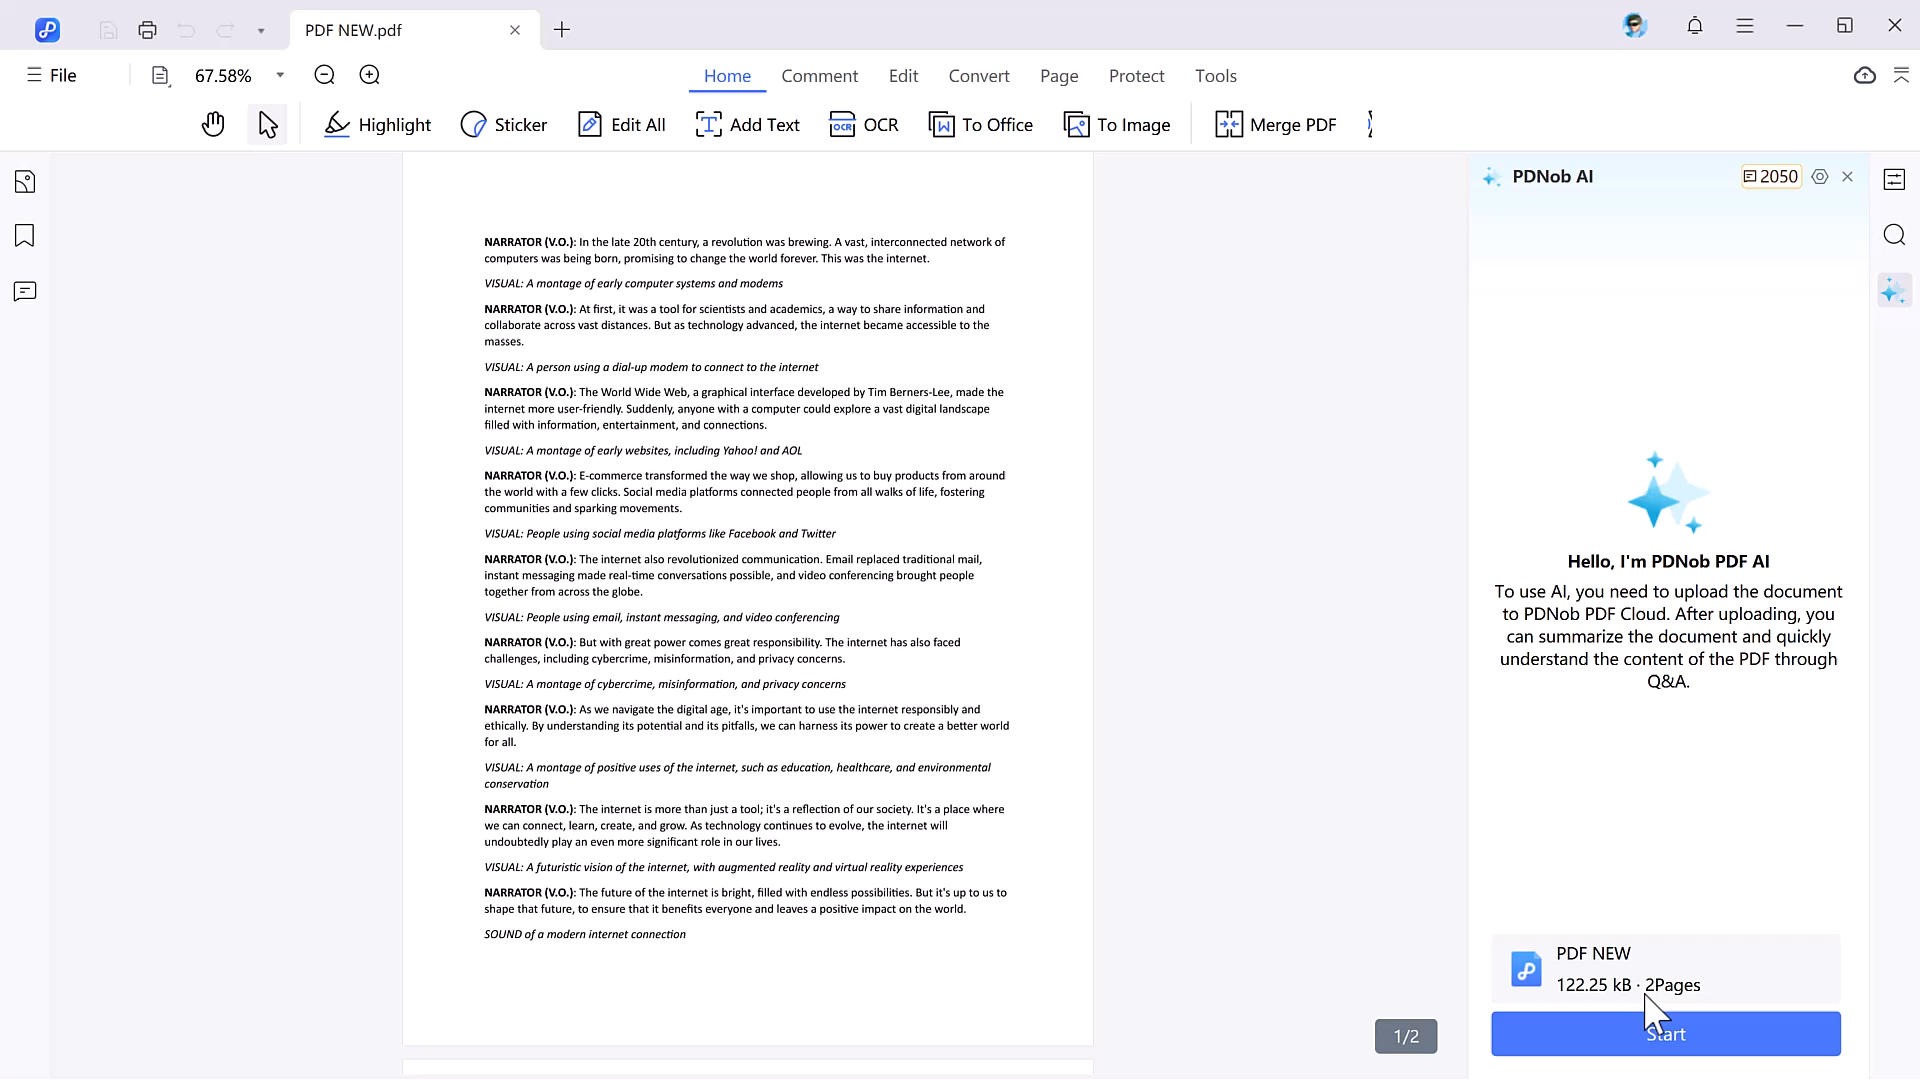 PDF NEW.pdf
File
67.58%
Home
Comment
Edit
Convert
Page
Protect
Tools
Highlight
Sticker
Edit All
Add Text
OCR
OCR
To Office
To Image
Merge PDF
NARRATOR (V.O.): In the late 20th century, a revolution was brewing. A vast, interconnected network of
computers was being born, promising to change the world forever. This was the internet.
VISUAL: A montage of early computer systems and modems
NARRATOR (V.O.): At first, it was a tool for scientists and academics, a way to share information and
collaborate across vast distances. But as technology advanced, the internet became accessible to the
masses.
VISUAL: A person using a dial-up modem to connect to the internet
NARRATOR (V.O.): The World Wide Web, a graphical interface developed by Tim Berners-Lee, made the
internet more user-friendly. Suddenly, anyone with a computer could explore a vast digital landscape
filled with information, entertainment, and connections.
VISUAL: A montage of early websites, including Yahoo! and AOL
NARRATOR (V.O.): E-commerce transformed the way we shop, allowing us to buy products from around
the world with a few clicks. Social media platforms connected people from all walks of life, fostering
communities and sparking movements.
VISUAL: People using social media platforms like Facebook and Twitter
NARRATOR (V.O.): The internet also revolutionized communication. Email replaced traditional mail,
instant messaging made real-time conversations possible, and video conferencing brought people
together from across the globe.
VISUAL: People using email, instant messaging, and video conferencing
NARRATOR (V.O.): But with great power comes great responsibility. The internet has also faced
challenges, including cybercrime, misinformation, and privacy concerns.
VISUAL: A montage of cybercrime, misinformation, and privacy concerns
NARRATOR (V.O.): As we navigate the digital age, it's important to use the internet responsibly and
ethically. By understanding its potential and its pitfalls, we can harness its power to create a better world
for all.
VISUAL: A montage of positive uses of the internet, such as education, healthcare, and environmental
conservation
NARRATOR (V.O.): The internet is more than just a tool; it's a reflection of our society. It's a place where
we can connect, learn, create, and grow. As technology continues to evolve, the internet will
undoubtedly play an even more significant role in our lives.
VISUAL: A futuristic vision of the internet, with augmented reality and virtual reality experiences
NARRATOR (V.O.): The future of the internet is bright, filled with endless possibilities. But it's up to us to
shape that future, to ensure that it benefits everyone and leaves a positive impact on the world.
SOUND of a modern internet connection
1/2
PDNob AI
2050
Hello, I'm PDNob PDF AI
To use AI, you need to upload the document
to PDNob PDF Cloud. After uploading, you
can summarize the document and quickly
understand the content of the PDF through
Q&A.
PDF NEW
122.25 kB · 2Pages
Start